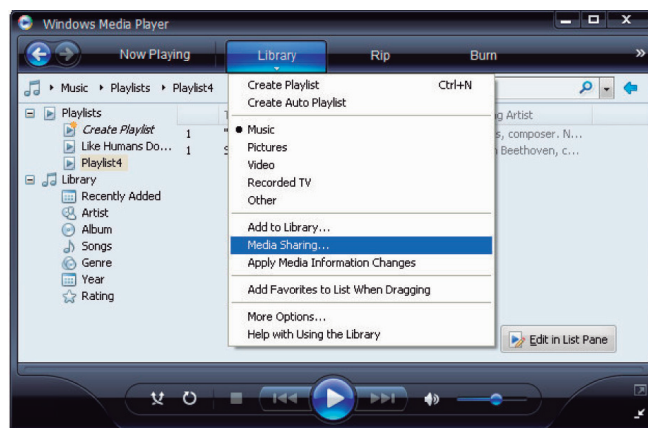 Windows Media Player
Now Playing Library Rip Burn »
Music Playlists Playlist4
Create Playlist Ctrl+N
Create Auto Playlist
Music
Pictures
Video
Recorded TV
Other
Add to Library...
Media Sharing...
Apply Media Information Changes
Add Favorites to List When Dragging
More Options...
Help with Using the Library
Playlists
Create Playlist
Like Humans Do...
Playlist4
Library
Recently Added
Artist
Album
Songs
Genre
Year
Rating
1
1
Artist
composer. N...
Beethoven, c...
Edit in List Pane